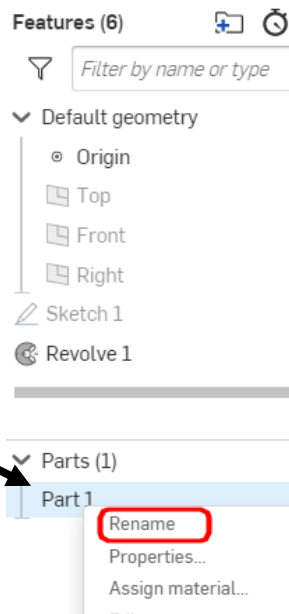 Features (6)
Filter by name or type
Default geometry
Origin
Top
Front
Right
Sketch 1
Revolve 1
Parts (1)
Part 1
Rename
Properties...
Assign material...